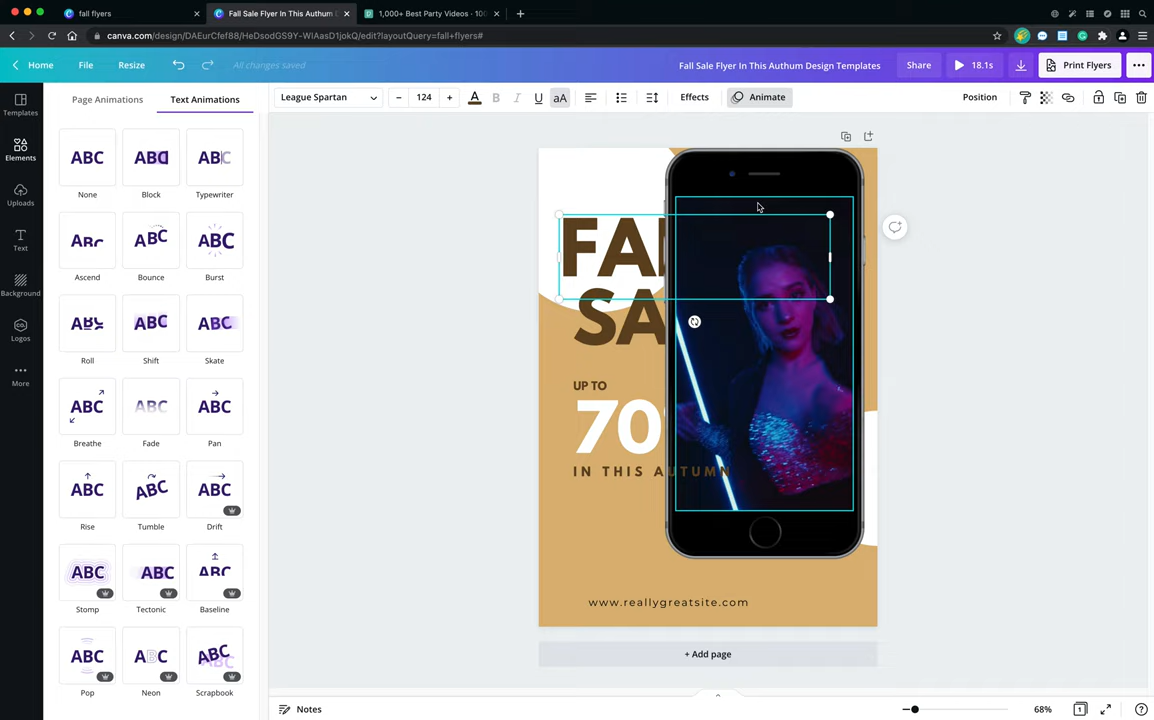 fall flyers
Fall Sale Flyer In This Authum D
1,000+ Best Party Videos · 100
canva.com/design/DAEurCfef88/HeDsodGS9Y-WIAasD1jokQ/edit?layoutQuery=fall+flyers#
Home File Resize All changes saved
Fall Sale Flyer In This Authum Design Templates Share 18.1s Print Flyers
Templates
Elements
Uploads
Text
Background
CO.
Logos
More
Page Animations Text Animations
League Spartan 124 A B I U aA Effects Animate Position
ABC ABC ABC
None Block Typewriter
ABC ABC ABC
Ascend Bounce Burst
ABC ABC ABC
Roll Shift Skate
ABC ABC ABC
Breathe Fade Pan
ABC ABC ABC
Rise Tumble Drift
ABC ABC ABC
Stomp Tectonic Baseline
ABC ABC ABC
Pop Neon Scrapbook
FA
SA
UP TO
70
IN THIS AUTUMN
www.reallygreatsite.com
+ Add page
Notes
68%
1
?